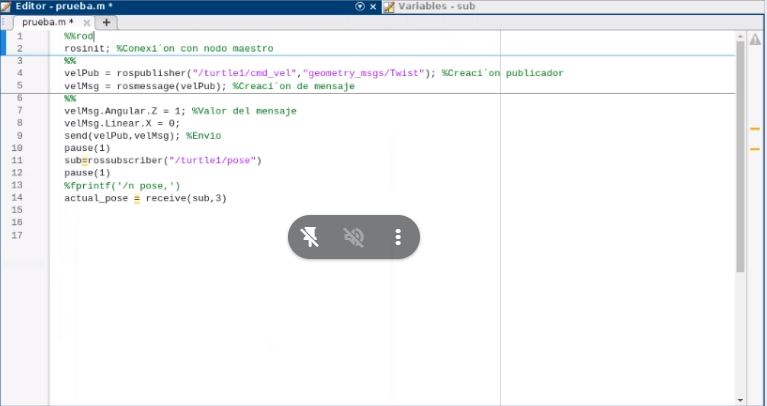 Editor - prueba.m *
Variables - sub
prueba.m *
1 %%rod
2 rosinit; %Conexi´on con nodo maestro
3 %%
4 velPub = rospublisher("/turtle1/cmd_vel","geometry_msgs/Twist"); %Creaci´on publicador
5 velMsg = rosmessage(velPub); %Creaci´on de mensaje
6 %%
7 velMsg.Angular.Z = 1; %Valor del mensaje
8 velMsg.Linear.X = 0;
9 send(velPub,velMsg); %Envio
10 pause(1)
11 sub=rossubscriber("/turtle1/pose")
12 pause(1)
13 %fprintf('/n pose,')
14 actual_pose = receive(sub,3)
15
16
17